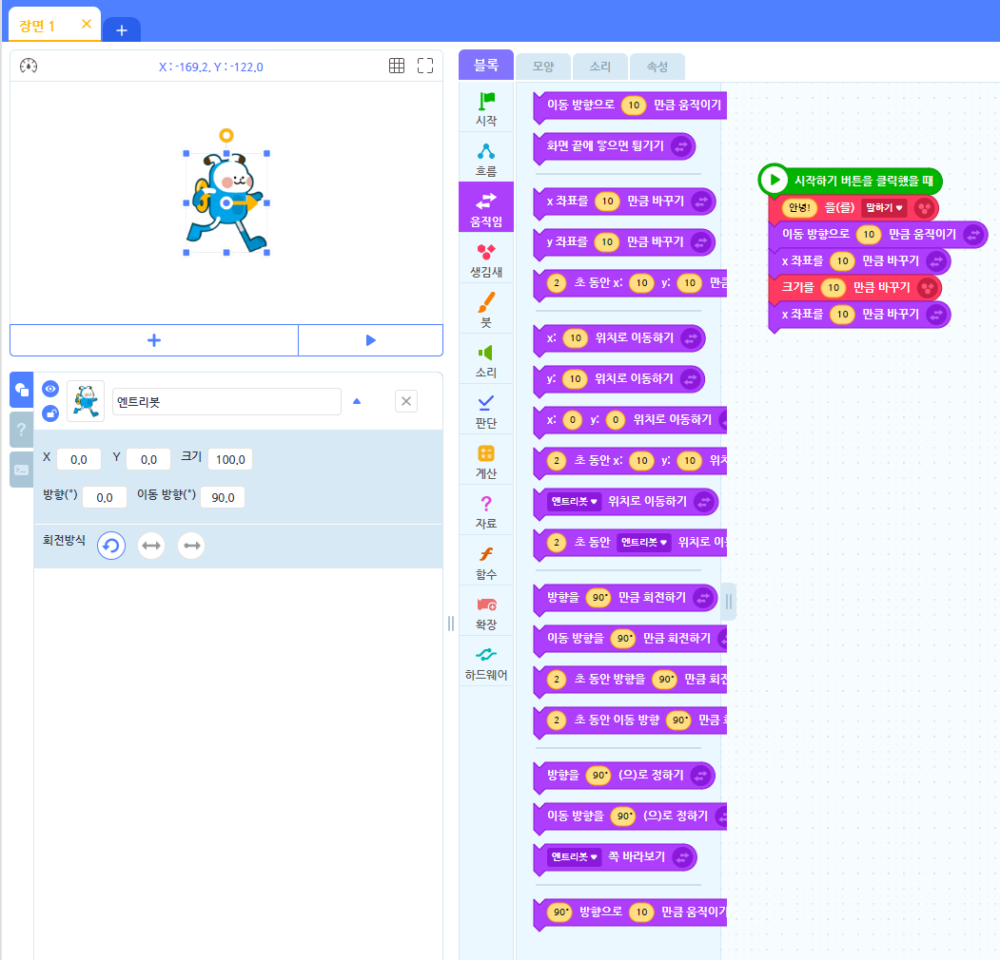 장면 1
X : -169.2, Y : -122.0
블록 모양 소리 속성
시작
흐름
움직임
생김새
붓
소리
판단
계산
자료
함수
확장
하드웨어
이동 방향으로 10 만큼 움직이기
화면 끝에 닿으면 튕기기
x 좌표를 10 만큼 바꾸기
y 좌표를 10 만큼 바꾸기
2 초 동안 x: 10 y: 10 만큼
x: 10 위치로 이동하기
y: 10 위치로 이동하기
x: 0 y: 0 위치로 이동하기
2 초 동안 x: 10 y: 10 위치
엔트리봇 위치로 이동하기
2 초 동안 엔트리봇 위치로 이동
방향을 90° 만큼 회전하기
이동 방향을 90° 만큼 회전하기
2 초 동안 방향을 90° 만큼 회전
2 초 동안 이동 방향 90° 만큼
방향을 90° (으)로 정하기
이동 방향을 90° (으)로 정하기
엔트리봇 쪽 바라보기
90° 방향으로 10 만큼 움직이기
시작하기 버튼을 클릭했을 때
안녕! 을(를) 말하기
이동 방향으로 10 만큼 움직이기
x 좌표를 10 만큼 바꾸기
크기를 10 만큼 바꾸기
x 좌표를 10 만큼 바꾸기
엔트리봇
X 0.0 Y 0.0 크기 100.0
방향(°) 0.0 이동 방향(°) 90.0
회전방식